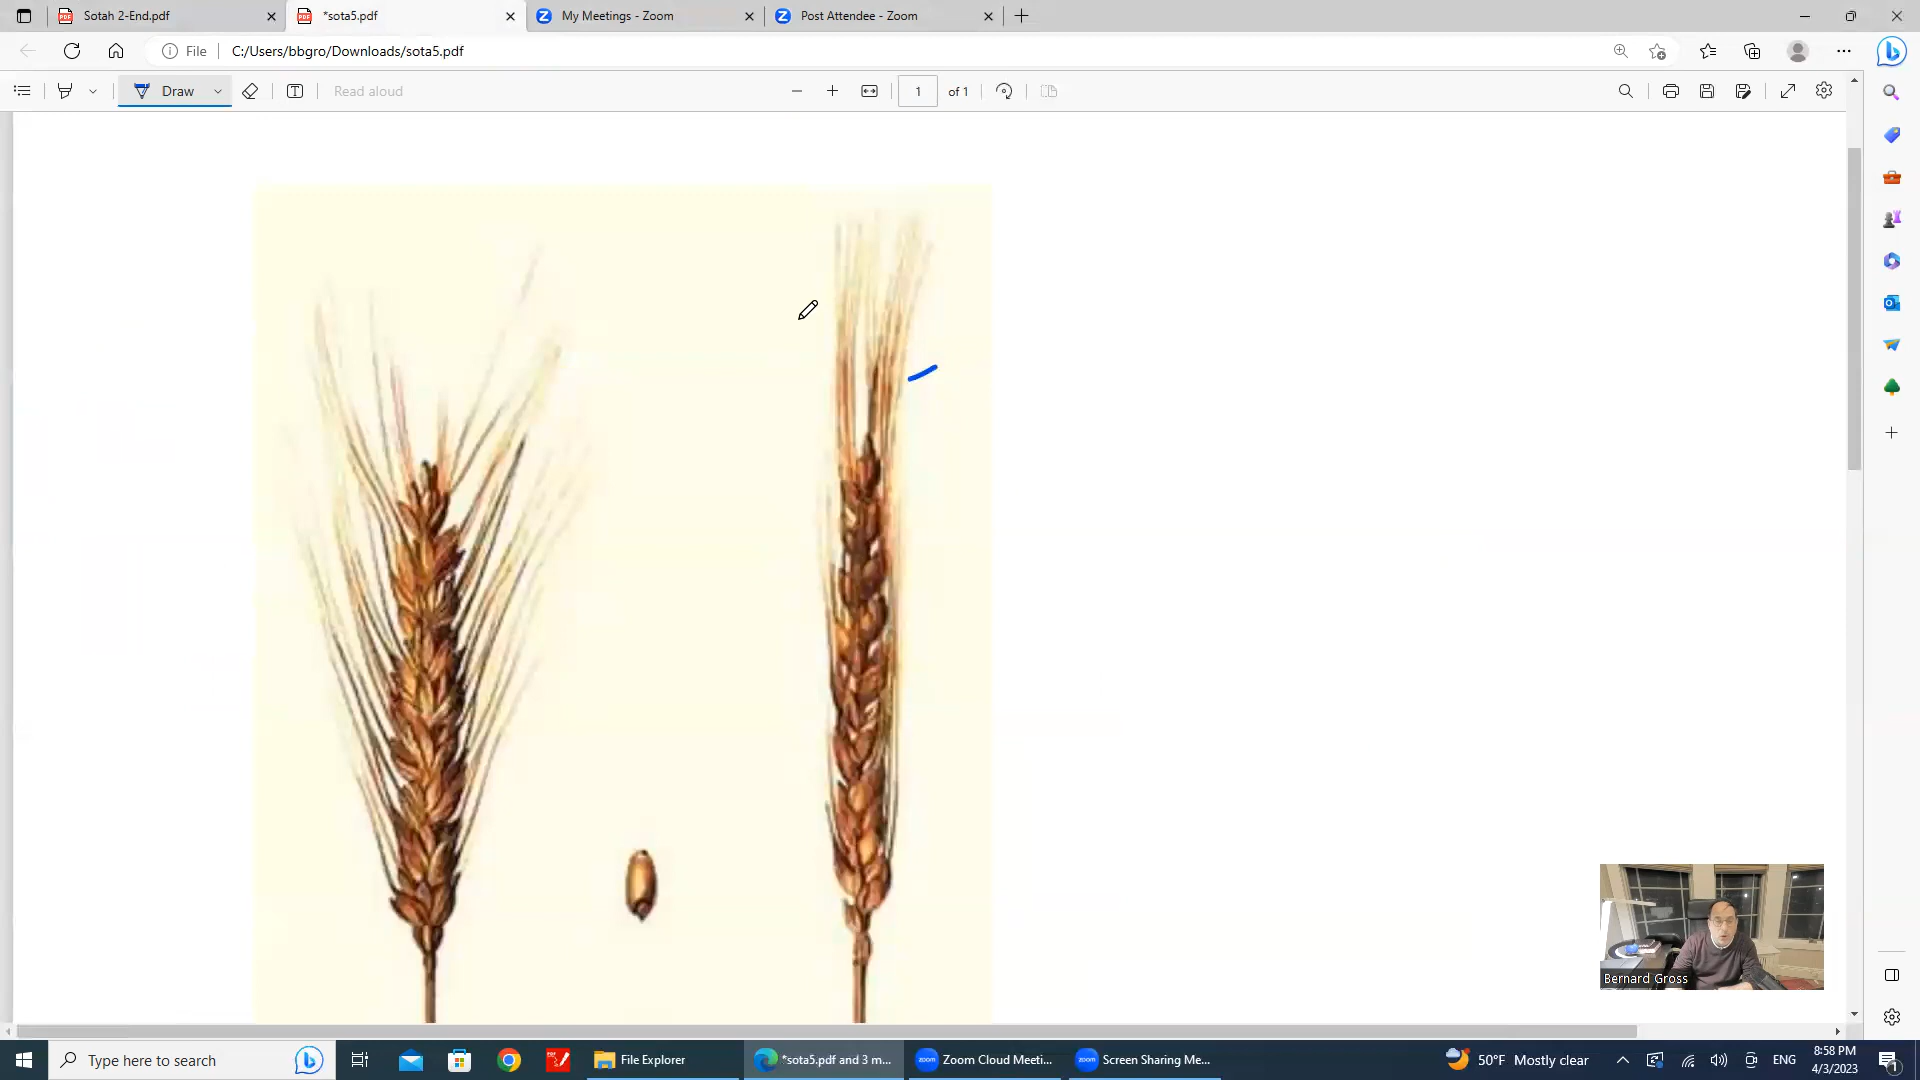 Sotah 2-End.pdf
*sota5.pdf
My Meetings - Zoom
Post Attendee - Zoom
File
C:/Users/bbgro/Downloads/sota5.pdf
Draw
Read aloud
1
of 1
Bernard Gross
Type here to search
File Explorer
*sota5.pdf and 3 m...
Zoom Cloud Meeti...
Screen Sharing Me...
50°F Mostly clear
ENG
8:58 PM
4/3/2023
1